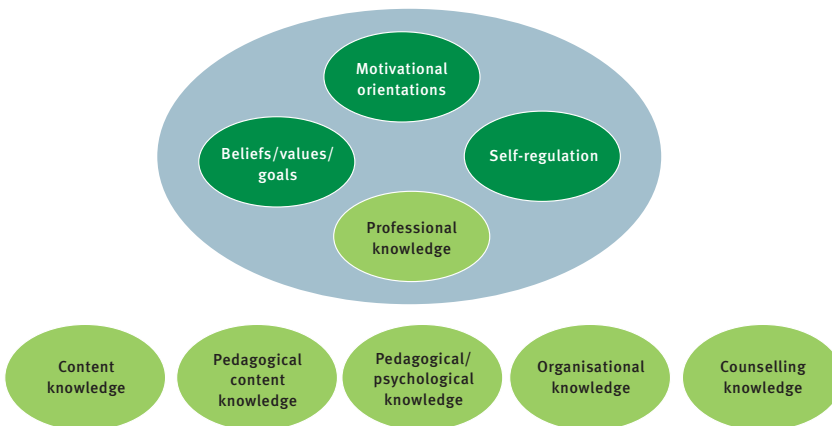 Motivational
orientations
Beliefs/values/
goals
Self-regulation
Professional
knowledge
Content
knowledge
Pedagogical
content
knowledge
Pedagogical/
psychological
knowledge
Organisational
knowledge
Counselling
knowledge